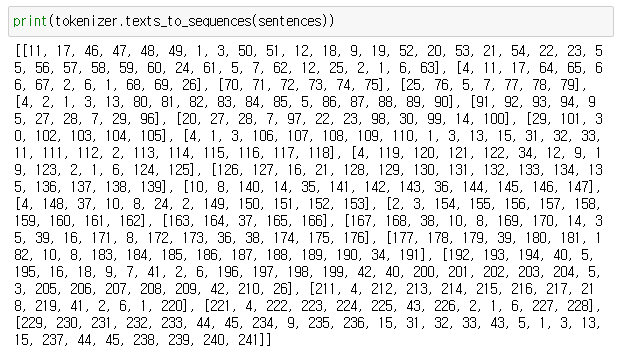 print(tokenizer.texts_to_sequences(sentences))
[[11, 17, 46, 47, 48, 49, 1, 3, 50, 51, 12, 18, 9, 19, 52, 20, 53, 21, 54, 22, 23, 5
5, 56, 57, 58, 59, 60, 24, 61, 5, 7, 62, 12, 25, 2, 1, 6, 63], [4, 11, 17, 64, 65, 6
6, 67, 2, 6, 1, 68, 69, 26], [70, 71, 72, 73, 74, 75], [25, 76, 5, 7, 77, 78, 79],
[4, 2, 1, 3, 13, 80, 81, 82, 83, 84, 85, 5, 86, 87, 88, 89, 90], [91, 92, 93, 94, 9
5, 27, 28, 7, 29, 96], [20, 27, 28, 7, 97, 22, 23, 98, 30, 99, 14, 100], [29, 101, 3
0, 102, 103, 104, 105], [4, 1, 3, 106, 107, 108, 109, 110, 1, 3, 13, 15, 31, 32, 33,
11, 111, 112, 2, 113, 114, 115, 116, 117, 118], [4, 119, 120, 121, 122, 34, 12, 9, 1
9, 123, 2, 1, 6, 124, 125], [126, 127, 16, 21, 128, 129, 130, 131, 132, 133, 134, 13
5, 136, 137, 138, 139], [10, 8, 140, 14, 35, 141, 142, 143, 36, 144, 145, 146, 147],
[4, 148, 37, 10, 8, 24, 2, 149, 150, 151, 152, 153], [2, 3, 154, 155, 156, 157, 158,
159, 160, 161, 162], [163, 164, 37, 165, 166], [167, 168, 38, 10, 8, 169, 170, 14, 3
5, 39, 16, 171, 8, 172, 173, 36, 38, 174, 175, 176], [177, 178, 179, 39, 180, 181, 1
82, 10, 8, 183, 184, 185, 186, 187, 188, 189, 190, 34, 191], [192, 193, 194, 40, 5,
195, 16, 18, 9, 7, 41, 2, 6, 196, 197, 198, 199, 42, 40, 200, 201, 202, 203, 204, 5,
3, 205, 206, 207, 208, 209, 42, 210, 26], [211, 4, 212, 213, 214, 215, 216, 217, 21
8, 219, 41, 2, 6, 1, 220], [221, 4, 222, 223, 224, 225, 43, 226, 2, 1, 6, 227, 228],
[229, 230, 231, 232, 233, 44, 45, 234, 9, 235, 236, 15, 31, 32, 33, 43, 5, 1, 3, 13,
15, 237, 44, 45, 238, 239, 240, 241]]